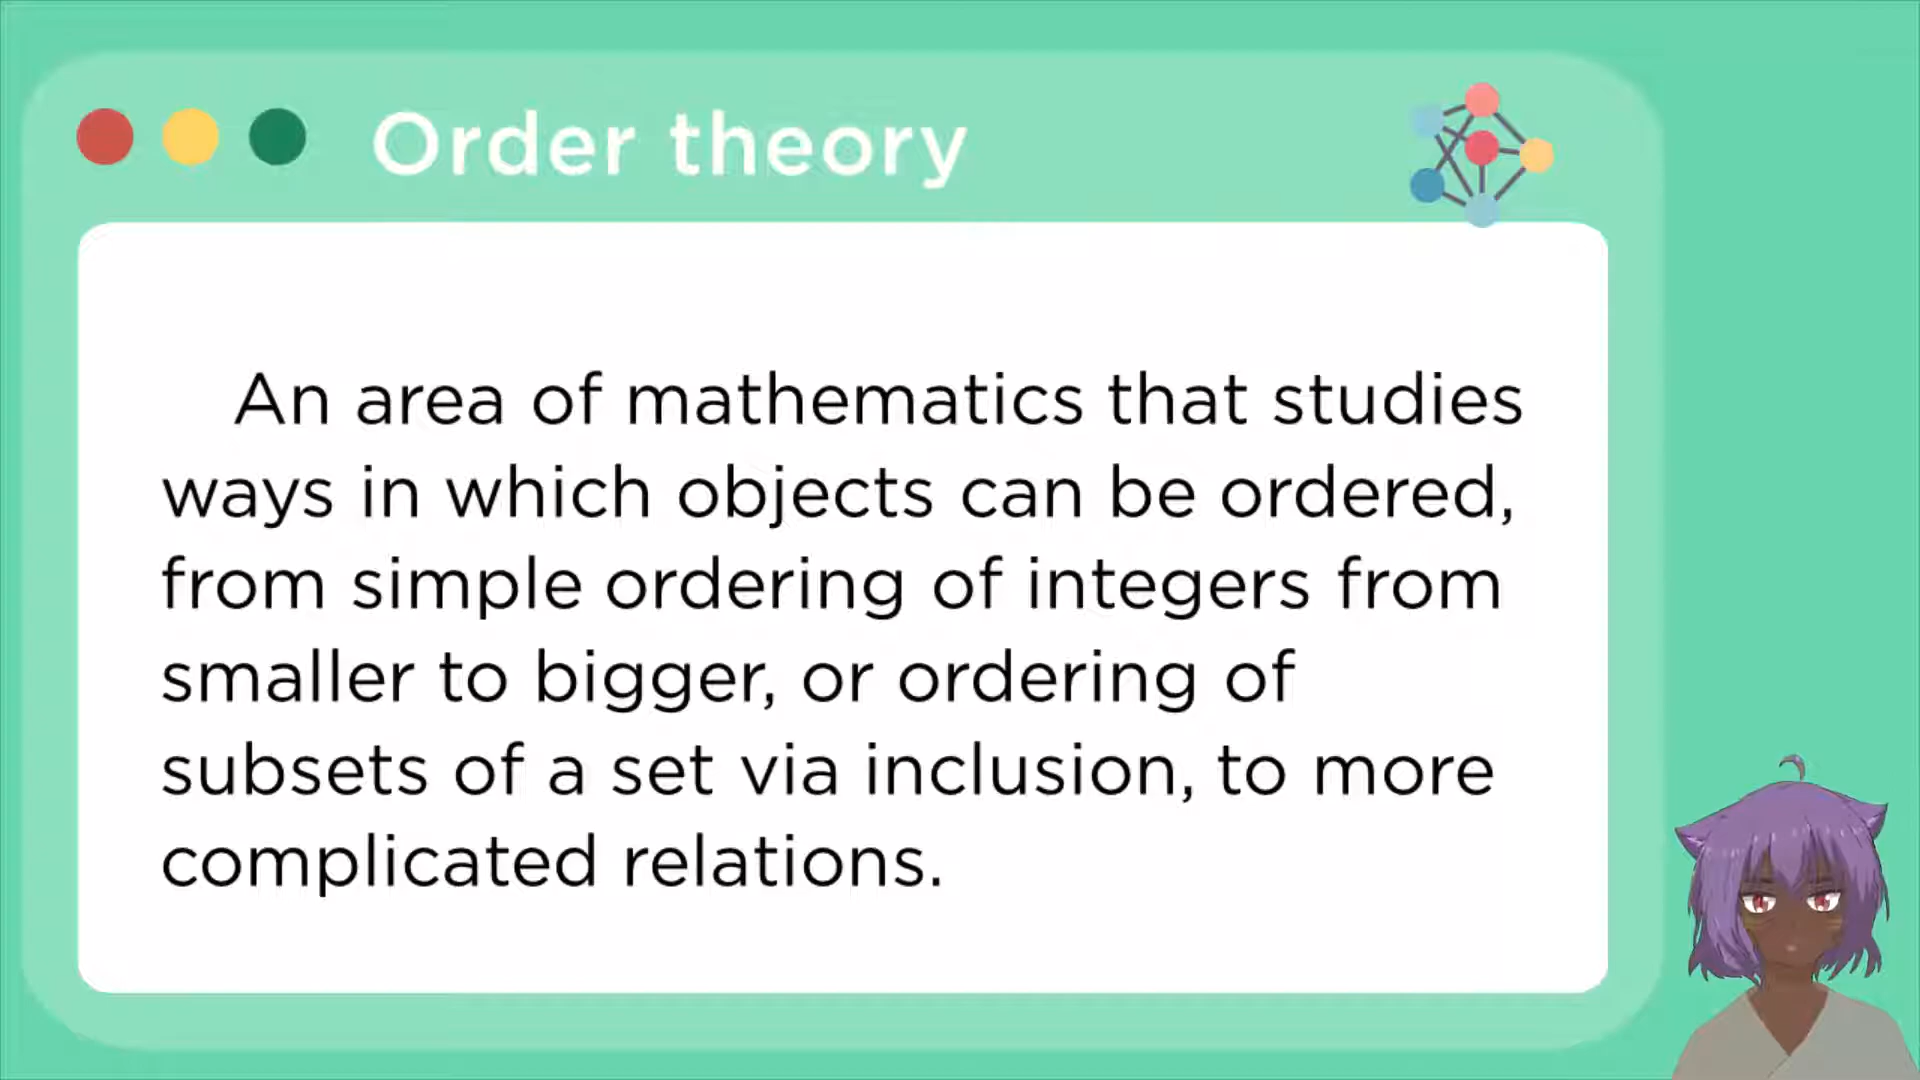 Order theory
An area of mathematics that studies
ways in which objects can be ordered,
from simple ordering of integers from
smaller to bigger, or ordering of
subsets of a set via inclusion, to more
complicated relations.